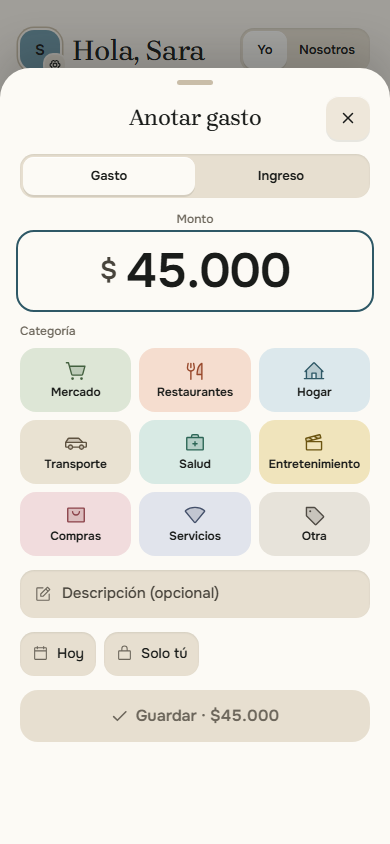 S
Hola, Sara
Yo
Nosotros
Anotar gasto
Gasto
Ingreso
Monto
$ 45.000
Categoría
Mercado
Restaurantes
Hogar
Transporte
Salud
Entretenimiento
Compras
Servicios
Otra
Descripción (opcional)
Hoy
Solo tú
Guardar · $45.000